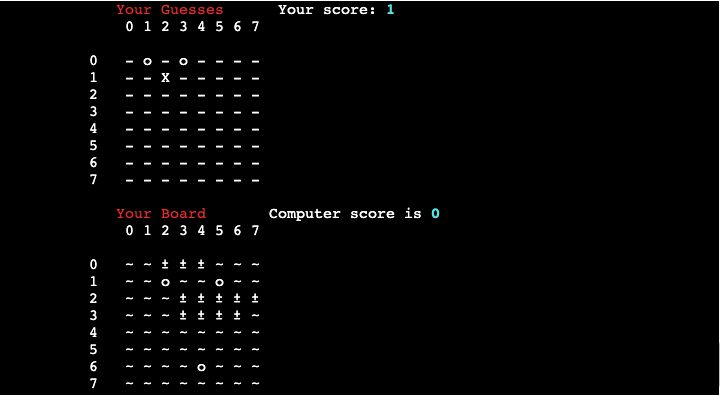 Your Guesses Your score: 1
0 1 2 3 4 5 6 7
0 - o - o - - - -
1 - - X - - - - -
2 - - - - - - - -
3 - - - - - - - -
4 - - - - - - - -
5 - - - - - - - -
6 - - - - - - - -
7 - - - - - - - -
Your Board Computer score is 0
0 1 2 3 4 5 6 7
0 ~ ~ ± ± ± ~ ~ ~
1 ~ ~ o ~ ~ o ~ ~
2 ~ ~ ~ ± ± ± ± ±
3 ~ ~ ~ ± ± ± ± ~
4 ~ ~ ~ ~ ~ ~ ~ ~
5 ~ ~ ~ ~ ~ ~ ~ ~
6 ~ ~ ~ ~ o ~ ~ ~
7 ~ ~ ~ ~ ~ ~ ~ ~